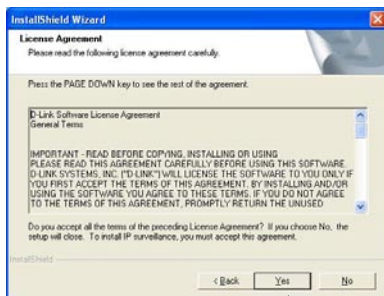 InstallShield Wizard
License Agreement
Please read the following license agreement carefully.
Press the PAGE DOWN key to see the rest of the agreement.
D-Link Software License Agreement
General Terms
IMPORTANT - READ BEFORE COPYING, INSTALLING OR USING
PLEASE READ THIS AGREEMENT CAREFULLY BEFORE USING THIS SOFTWARE.
D-LINK SYSTEMS, INC. ("D-LINK") WILL LICENSE THE SOFTWARE TO YOU ONLY IF
YOU FIRST ACCEPT THE TERMS OF THIS AGREEMENT. BY INSTALLING AND/OR
USING THE SOFTWARE YOU AGREE TO THESE TERMS. IF YOU DO NOT AGREE
TO THE TERMS OF THIS AGREEMENT, PROMPTLY RETURN THE UNUSED
Do you accept all the terms of the preceding License Agreement? If you choose No, the
setup will close. To install IP surveillance, you must accept this agreement.
InstallShield
< Back Yes No